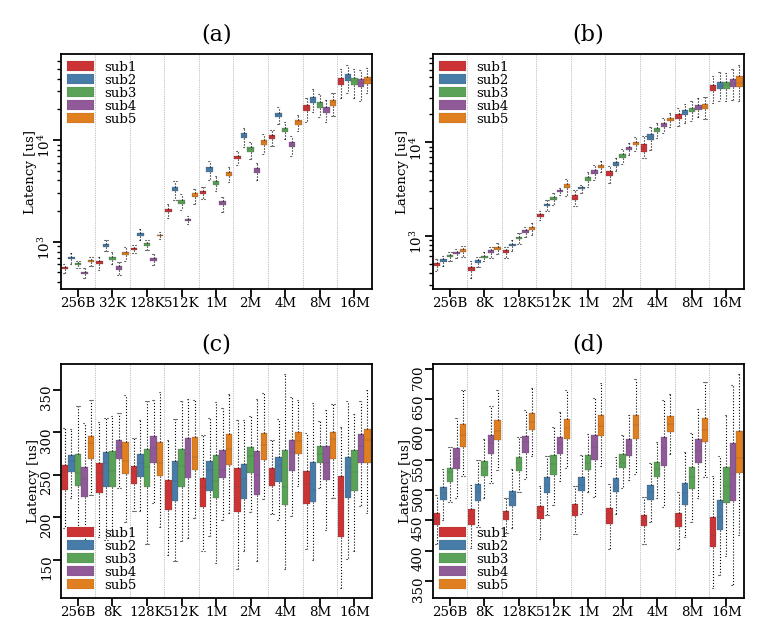 (a)
(b)
sub1
sub2
sub3
sub4
sub5
Latency [us]
10^4
10^3
256B 32K 128K 512K 1M 2M 4M 8M 16M
sub1
sub2
sub3
sub4
sub5
Latency [us]
10^4
10^3
256B 8K 128K 512K 1M 2M 4M 8M 16M
(c)
(d)
Latency [us]
350
300
250
200
150
sub1
sub2
sub3
sub4
sub5
256B 8K 128K 512K 1M 2M 4M 8M 16M
Latency [us]
700
650
600
550
500
450
400
350
sub1
sub2
sub3
sub4
sub5
256B 8K 128K 512K 1M 2M 4M 8M 16M